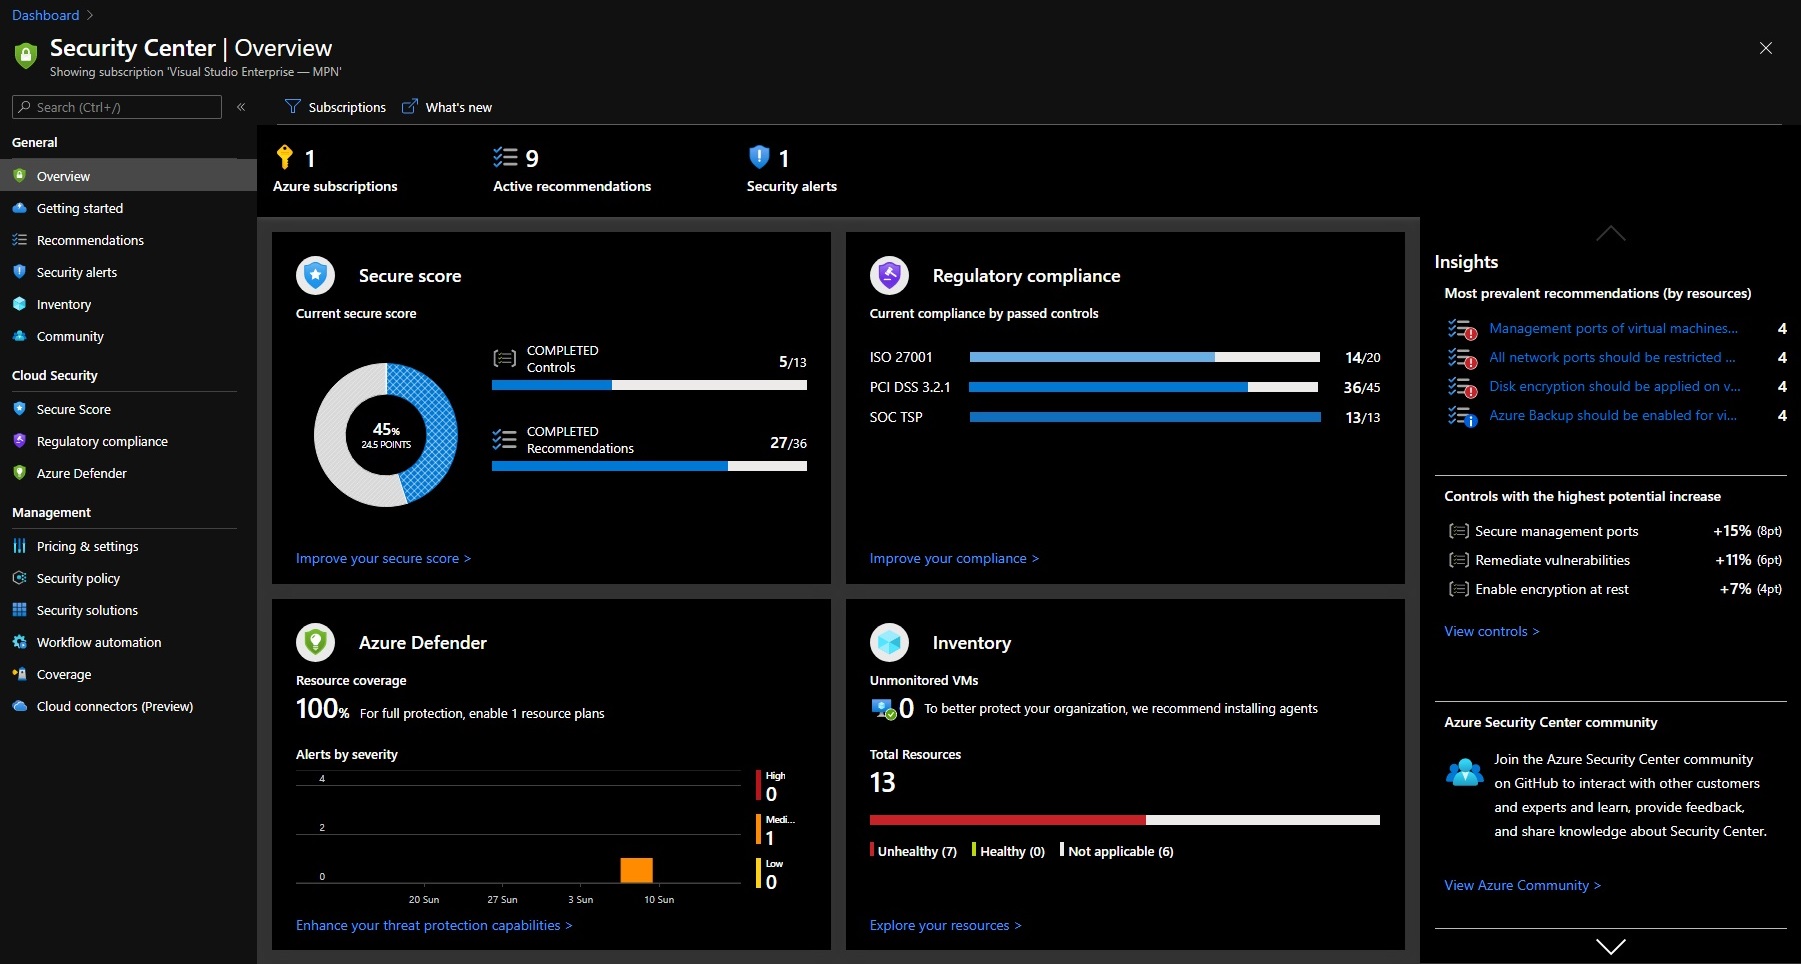 Dashboard
Security Center | Overview
Showing subscription 'Visual Studio Enterprise — MPN'
Search (Ctrl+/)
«
Subscriptions
What's new
General
Overview
Getting started
Recommendations
Security alerts
Inventory
Community
Cloud Security
Secure Score
Regulatory compliance
Azure Defender
Management
Pricing & settings
Security policy
Security solutions
Workflow automation
Coverage
Cloud connectors (Preview)
1
Azure subscriptions
9
Active recommendations
1
Security alerts
Secure score
Current secure score
45%
24.5 POINTS
COMPLETED
Controls
5/13
COMPLETED
Recommendations
27/36
Improve your secure score >
Regulatory compliance
Current compliance by passed controls
ISO 27001 14/20
PCI DSS 3.2.1 36/45
SOC TSP 13/13
Improve your compliance >
Azure Defender
Resource coverage
100% For full protection, enable 1 resource plans
Alerts by severity
4
2
0
20 Sun 27 Sun 3 Sun 10 Sun
High
0
Medi...
1
Low
0
Enhance your threat protection capabilities >
Inventory
Unmonitored VMs
0 To better protect your organization, we recommend installing agents
Total Resources
13
Unhealthy (7) Healthy (0) Not applicable (6)
Explore your resources >
Insights
Most prevalent recommendations (by resources)
Management ports of virtual machines... 4
All network ports should be restricted ... 4
Disk encryption should be applied on v... 4
Azure Backup should be enabled for vi... 4
Controls with the highest potential increase
Secure management ports +15% (8pt)
Remediate vulnerabilities +11% (6pt)
Enable encryption at rest +7% (4pt)
View controls >
Azure Security Center community
Join the Azure Security Center community
on GitHub to interact with other customers
and experts and learn, provide feedback,
and share knowledge about Security Center.
View Azure Community >